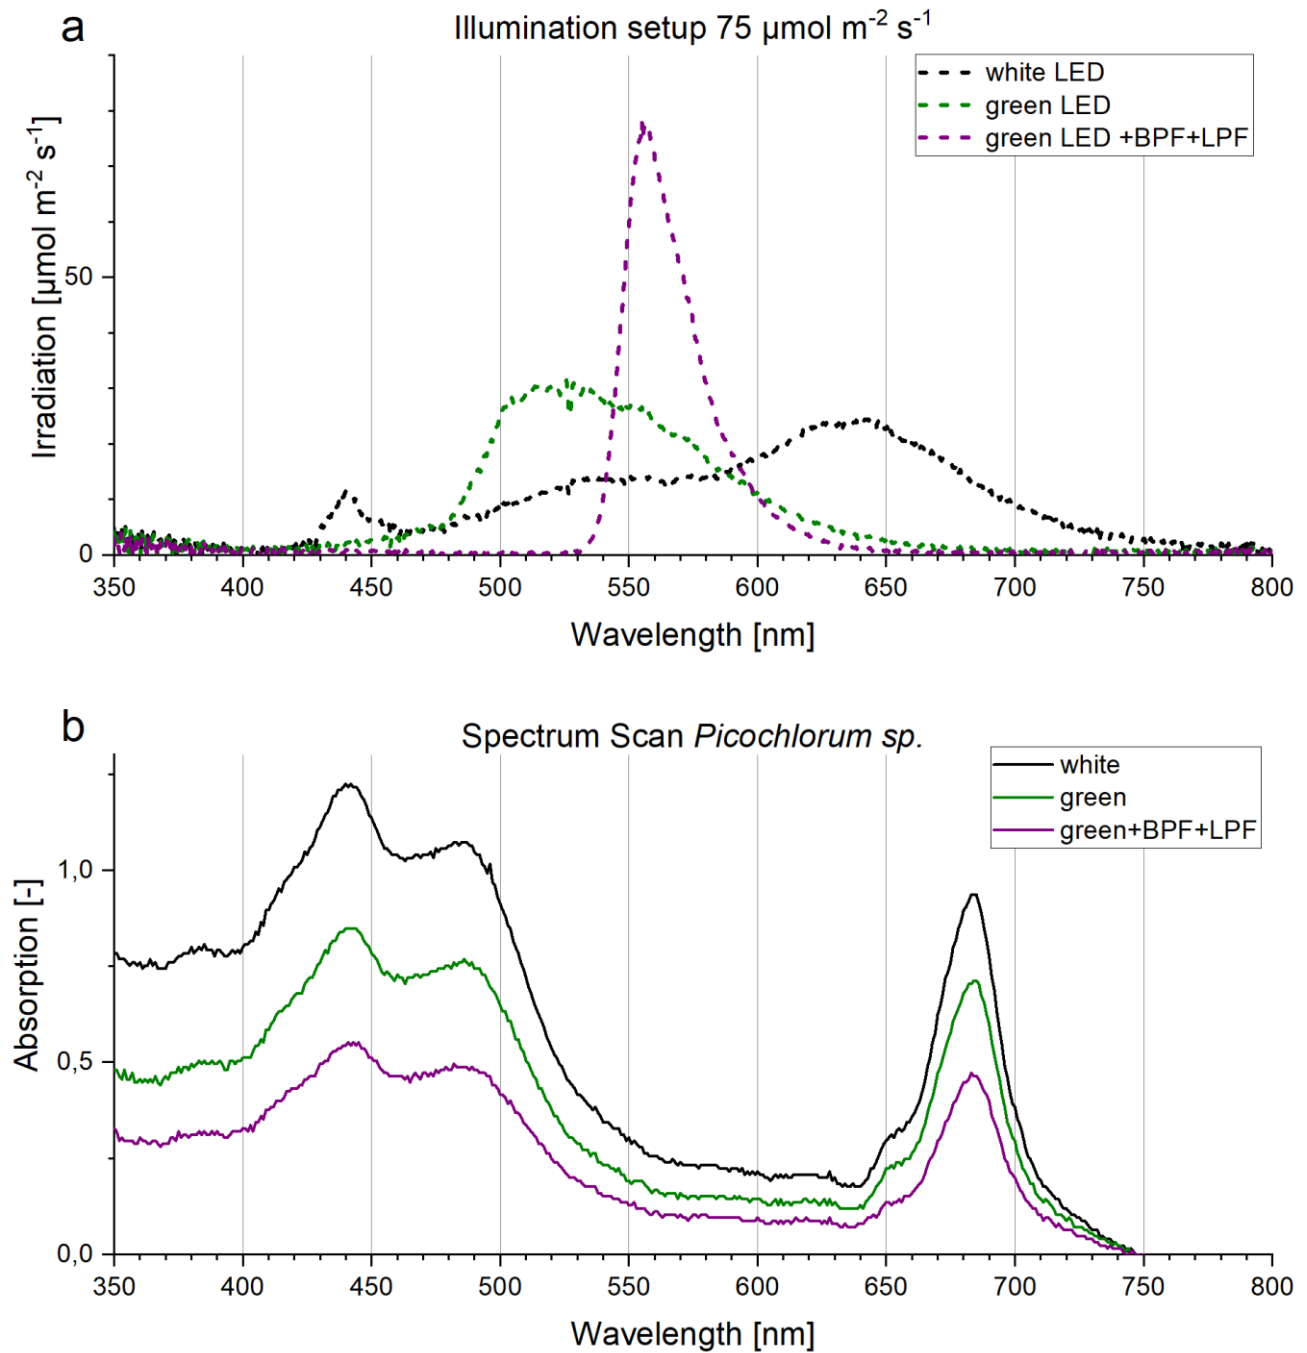 a
Illumination setup 75 µmol m⁻² s⁻¹
white LED
green LED
green LED +BPF+LPF
Irradiation [µmol m⁻² s⁻¹]
50
0
350 400 450 500 550 600 650 700 750 800
Wavelength [nm]
b
Spectrum Scan Picochlorum sp.
white
green
green+BPF+LPF
Absorption [-]
1,0
0,5
0,0
350 400 450 500 550 600 650 700 750 800
Wavelength [nm]